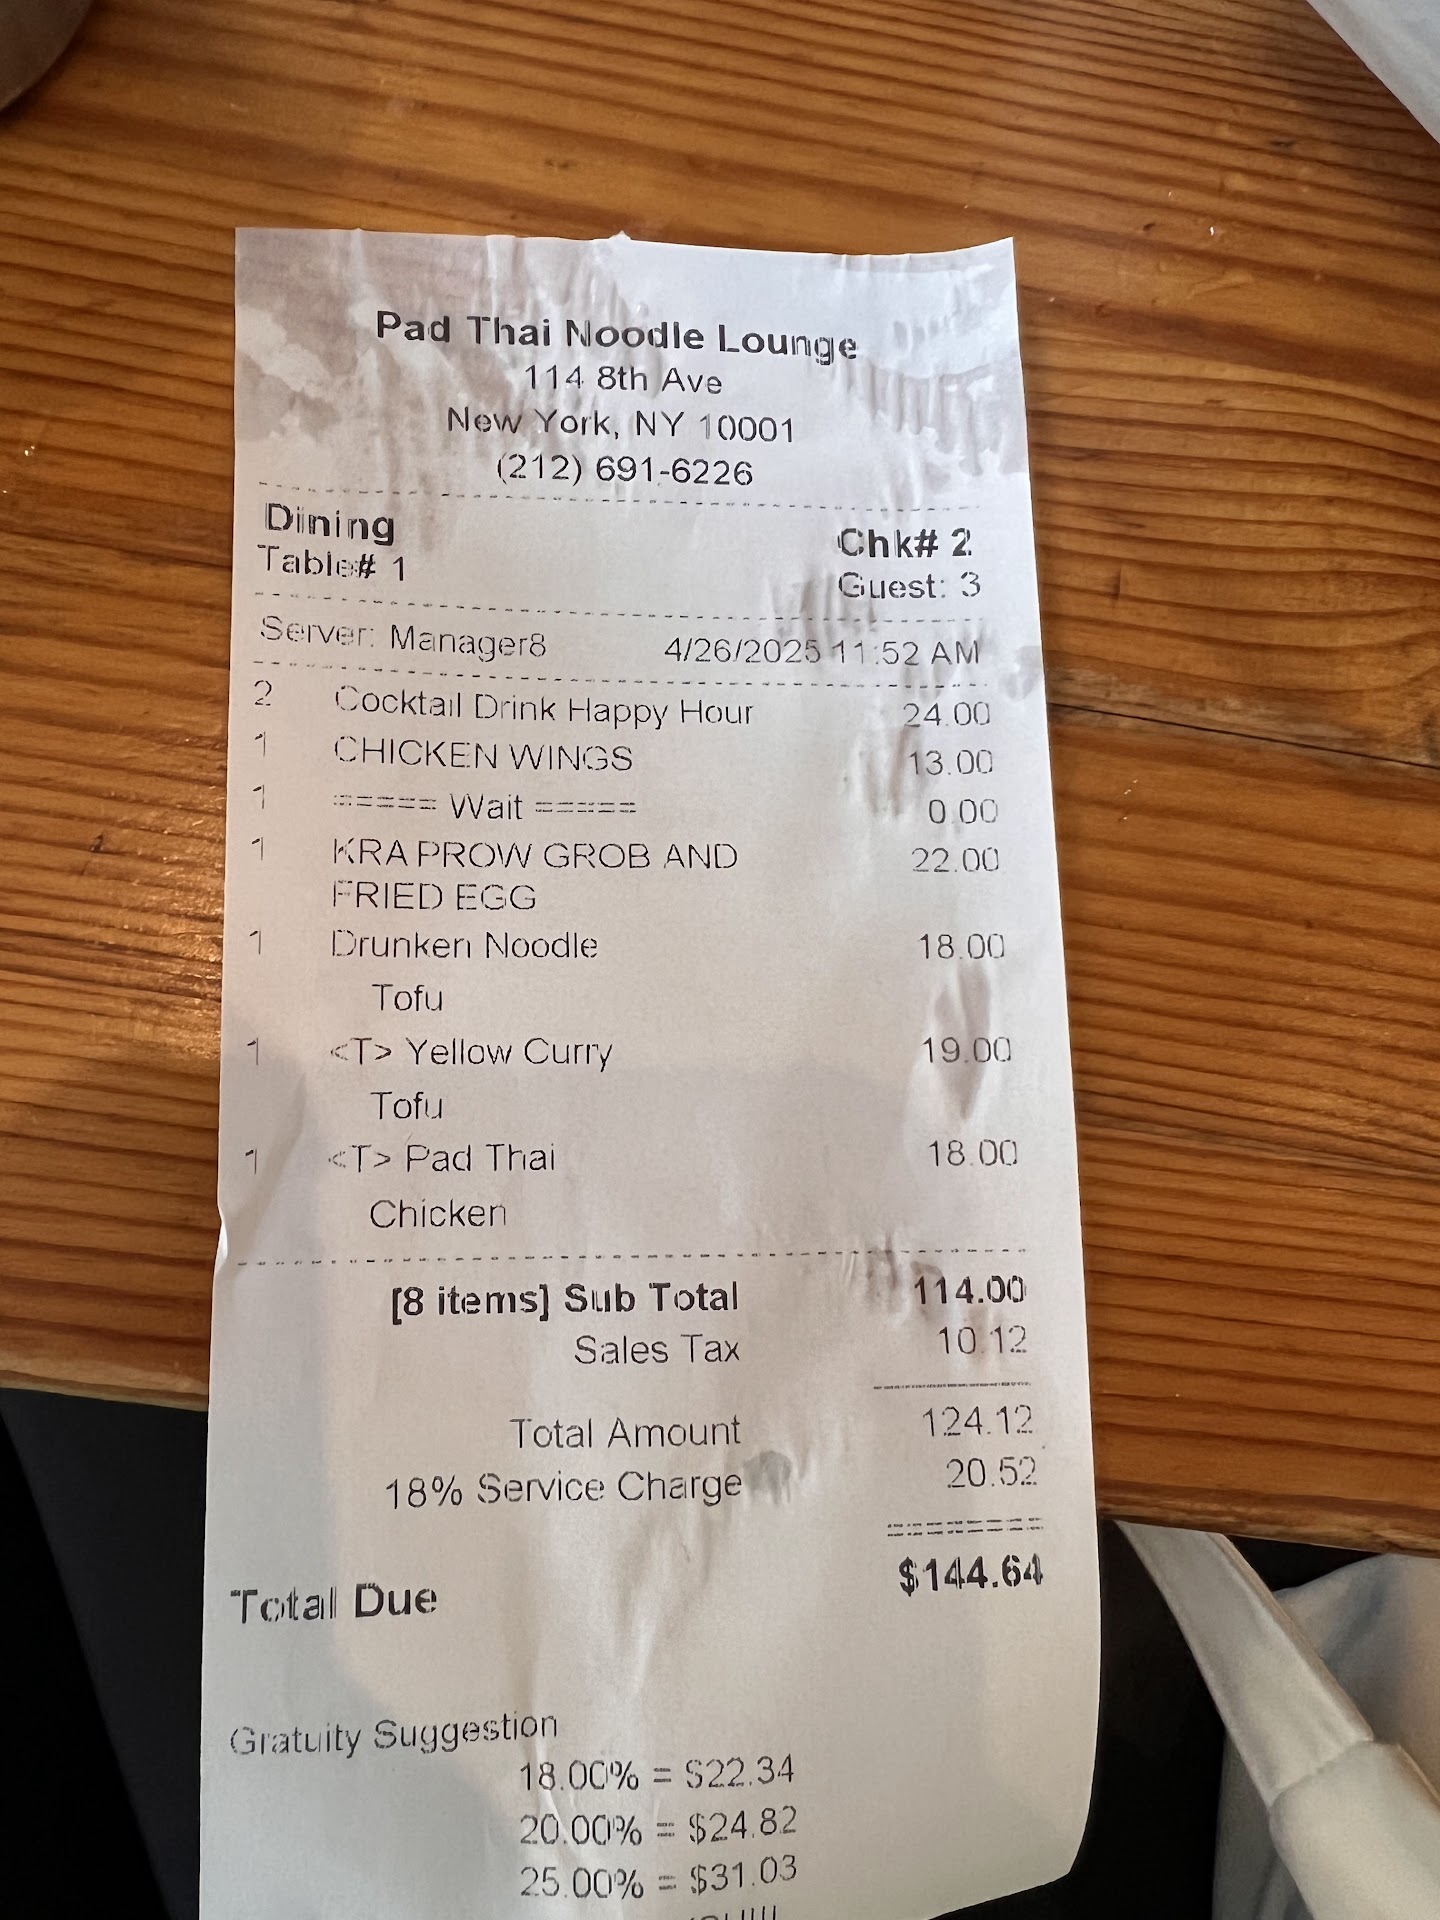 Pad Thai Noodle Lounge
114 8th Ave
New York, NY 10001
(212) 691-6226
Dining Chk# 2
Table# 1 Guest: 3
Server: Manager8 4/26/2025 11:52 AM
2 Cocktail Drink Happy Hour 24.00
1 CHICKEN WINGS 13.00
1 ===== Wait ===== 0.00
1 KRA PROW GROB AND 22.00
FRIED EGG
1 Drunken Noodle 18.00
Tofu
1 <T> Yellow Curry 19.00
Tofu
1 <T> Pad Thai 18.00
Chicken
[8 items] Sub Total 114.00
Sales Tax 10.12
Total Amount 124.12
18% Service Charge 20.52
Total Due $144.64
Gratuity Suggestion
18.00% = $22.34
20.00% = $24.82
25.00% = $31.03